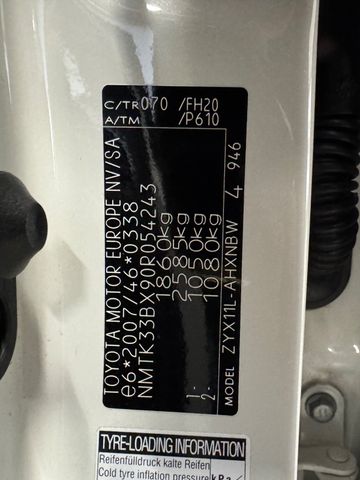 TOYOTA MOTOR EUROPE NV/SA
e6*2007/46*0338
NMTK33BX90R054243
1860kg
2585kg
1- 1050kg
2- 1080kg
MODEL ZYX11L-AHXNBW 4 946
C/TR 070 /FH20
A/TM /P610
TYRE-LOADING INFORMATION
Reifenfülldruck kalte Reifen
Cold tyre inflation pressure kPa/